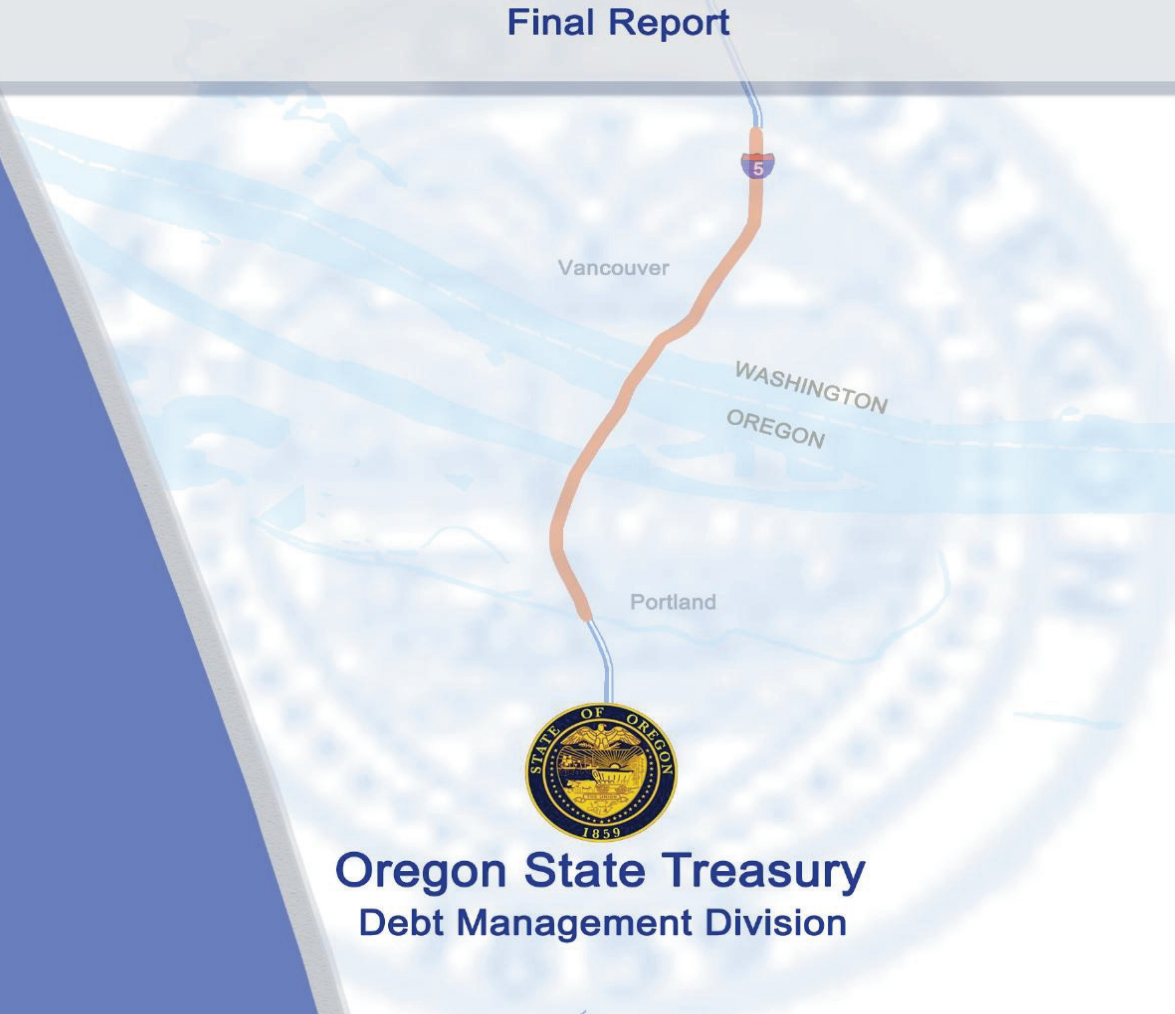 Final Report
5
Vancouver
WASHINGTON
OREGON
Portland
STATE OF OREGON
1859
Oregon State Treasury
Debt Management Division